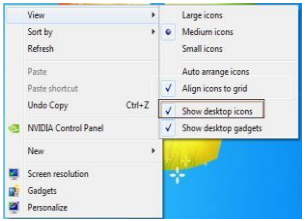 View
Sort by
Refresh
Paste
Paste shortcut
Undo Copy Ctrl+Z
NVIDIA Control Panel
New
Screen resolution
Gadgets
Personalize
Large icons
Medium icons
Small icons
Auto arrange icons
Align icons to grid
Show desktop icons
Show desktop gadgets